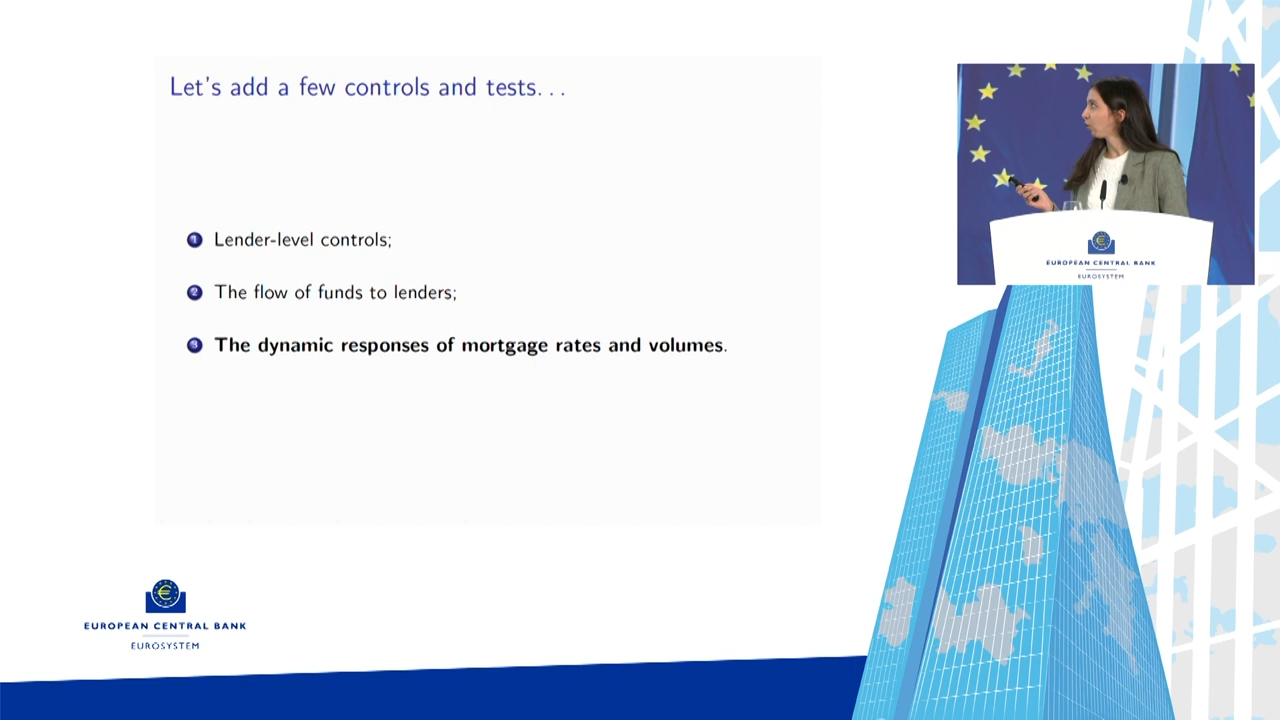 Let's add a few controls and tests. . .
1 Lender-level controls;
2 The flow of funds to lenders;
3 The dynamic responses of mortgage rates and volumes.
EUROPEAN CENTRAL BANK
EUROSYSTEM
EUROPEAN CENTRAL BANK
EUROSYSTEM